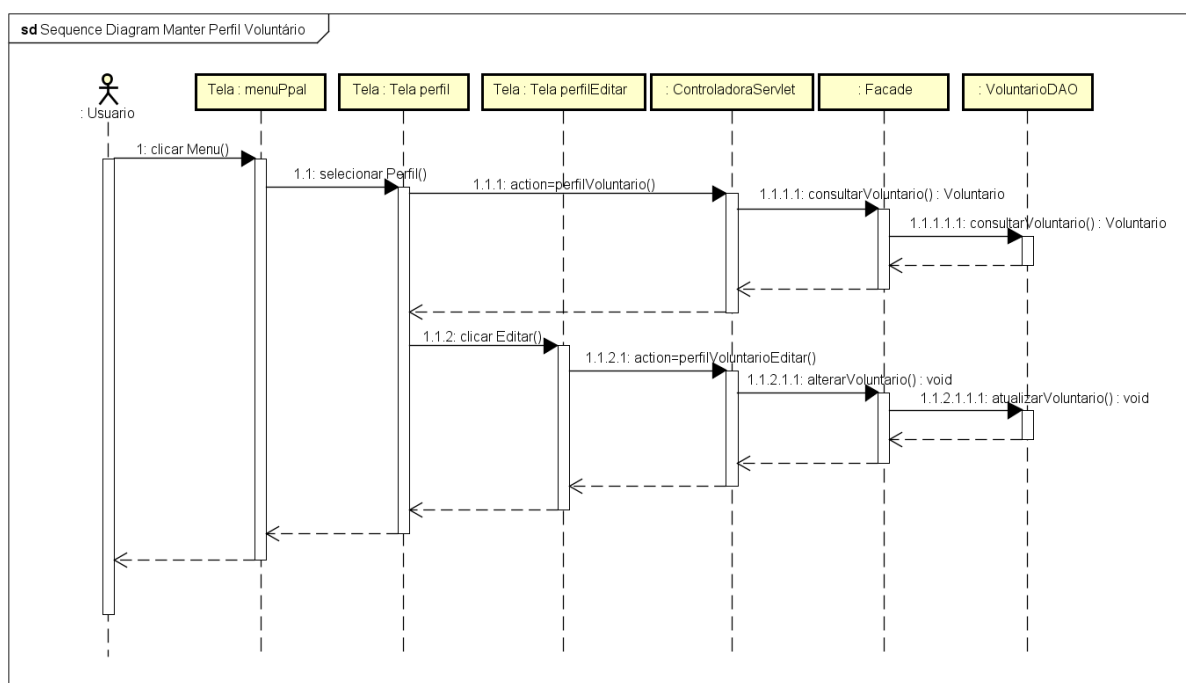 sd Sequence Diagram Manter Perfil Voluntário
: Usuario
Tela : menuPpal
Tela : Tela perfil
Tela : Tela perfilEditar
: ControladoraServlet
: Facade
: VoluntarioDAO
1: clicar Menu()
1.1: selecionar Perfil()
1.1.1: action=perfilVoluntario()
1.1.1.1: consultarVoluntario() : Voluntario
1.1.1.1.1: consultarVoluntario() : Voluntario
1.1.2: clicar Editar()
1.1.2.1: action=perfilVoluntarioEditar()
1.1.2.1.1: alterarVoluntario() : void
1.1.2.1.1.1: atualizarVoluntario() : void